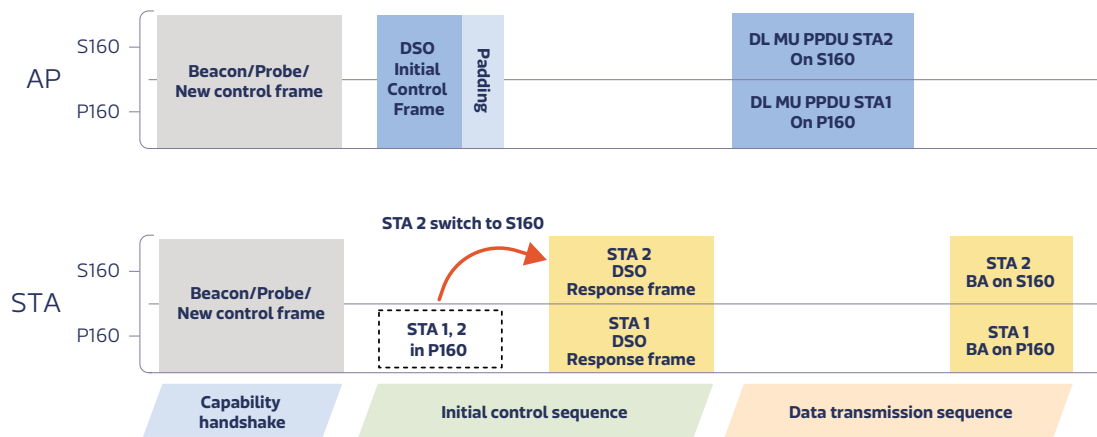 AP
S160
P160
Beacon/Probe/
New control frame
DSO
Initial
Control
Frame
Padding
DL MU PPDU STA2
On S160
DL MU PPDU STA1
On P160
STA 2 switch to S160
STA
S160
P160
Beacon/Probe/
New control frame
STA 1, 2
in P160
STA 2
DSO
Response frame
STA 1
DSO
Response frame
STA 2
BA on S160
STA 1
BA on P160
Capability
handshake
Initial control sequence
Data transmission sequence